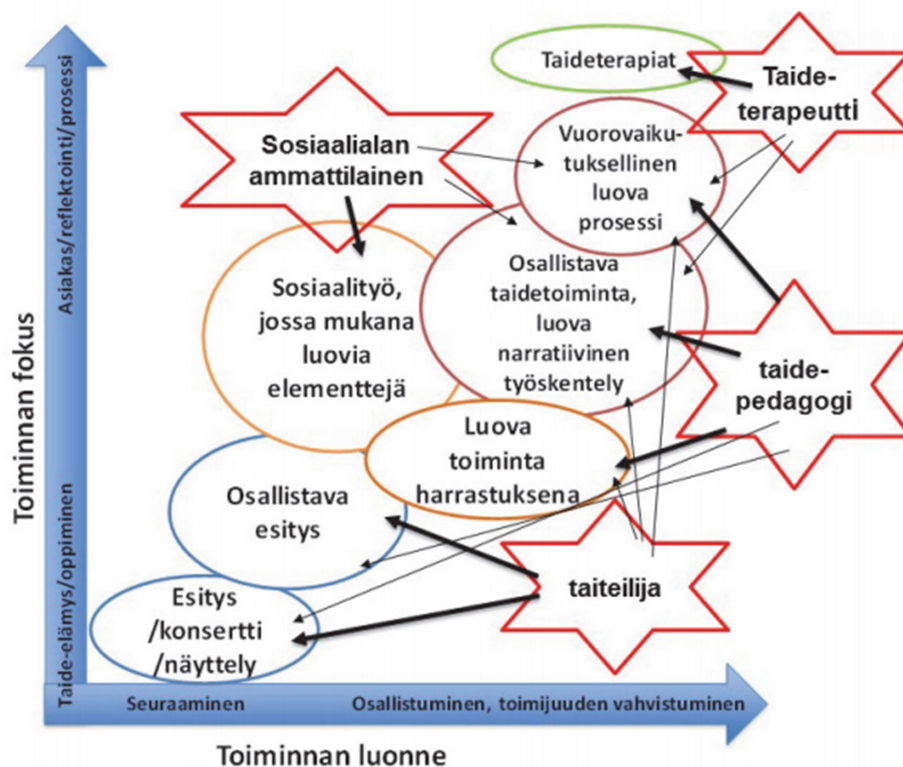 Taideterapiat
Taide-
terapeutti
Sosiaalialan
ammattilainen
Vuorovaiku-
tuksellinen
luova
prosessi
Osallistava
taidetoiminta,
luova
narratiivinen
työskentely
Sosiaalityö,
jossa mukana
luovia
elementtejä
taide-
pedagogi
Luova
toiminta
harrastuksena
Osallistava
esitys
taiteilija
Esitys
/konsertti
/näyttely
Toiminnan fokus
Asiakas/reflektointi/prosessi
Taide-elämys/oppiminen
Seuraaminen
Osallistuminen, toimijuuden vahvistuminen
Toiminnan luonne